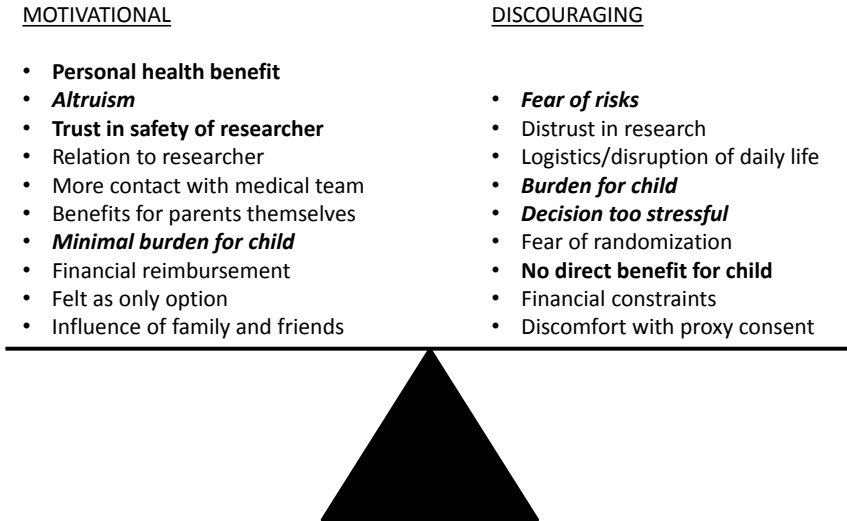 MOTIVATIONAL
• Personal health benefit
• Altruism
• Trust in safety of researcher
• Relation to researcher
• More contact with medical team
• Benefits for parents themselves
• Minimal burden for child
• Financial reimbursement
• Felt as only option
• Influence of family and friends
DISCOURAGING
• Fear of risks
• Distrust in research
• Logistics/disruption of daily life
• Burden for child
• Decision too stressful
• Fear of randomization
• No direct benefit for child
• Financial constraints
• Discomfort with proxy consent